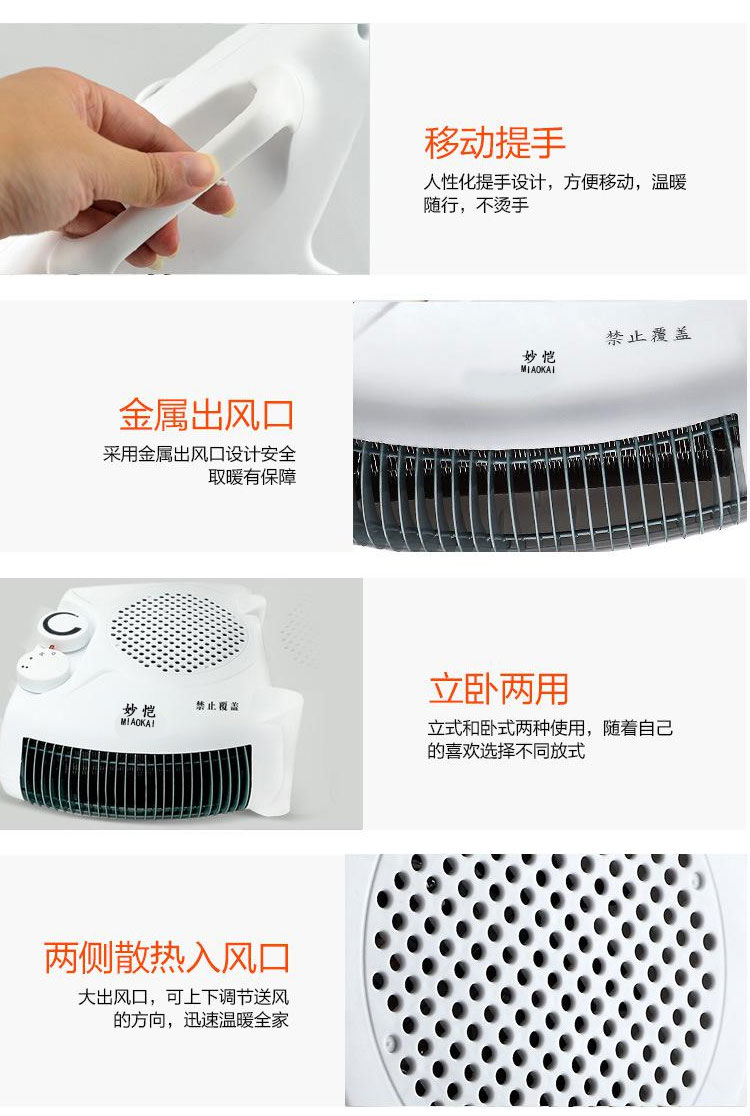 移动提手
人性化提手设计，方便移动，温暖
随行，不烫手
妙恺
MIAOKAI
禁止覆盖
金属出风口
采用金属出风口设计安全
取暖有保障
妙恺
MIAOKAI
禁止覆盖
立卧两用
立式和卧式两种使用，随着自己
的喜欢选择不同放式
两侧散热入风口
大出风口，可上下调节送风
的方向，迅速温暖全家